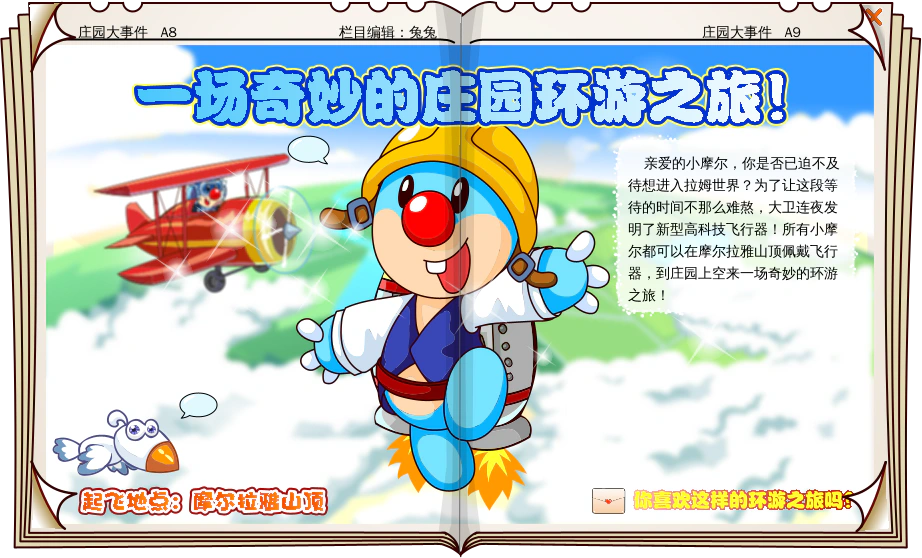 庄园大事件 A8
栏目编辑：兔兔
庄园大事件 A9
一场奇妙的庄园环游之旅！
亲爱的小摩尔，你是否已迫不及
待想进入拉姆世界？为了让这段等
待的时间不那么难熬，大卫连夜发
明了新型高科技飞行器！所有小摩
尔都可以在摩尔拉雅山顶佩戴飞行
器，到庄园上空来一场奇妙的环游
之旅！
起飞地点：摩尔拉雅山顶
你喜欢这样的环游之旅吗？